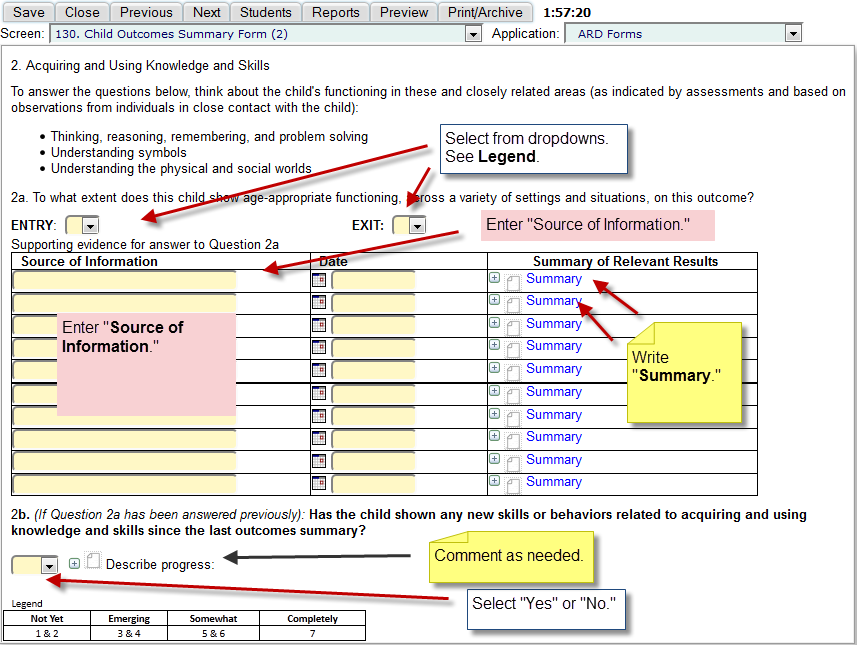 Save Close Previous Next Students Reports Preview Print/Archive 1:57:20
Screen: 130. Child Outcomes Summary Form (2) Application: ARD Forms
2. Acquiring and Using Knowledge and Skills
To answer the questions below, think about the child's functioning in these and closely related areas (as indicated by assessments and based on
observations from individuals in close contact with the child):
• Thinking, reasoning, remembering, and problem solving
• Understanding symbols
• Understanding the physical and social worlds
Select from dropdowns.
See Legend.
2a. To what extent does this child show age-appropriate functioning, across a variety of settings and situations, on this outcome?
ENTRY: EXIT:
Enter "Source of Information."
Supporting evidence for answer to Question 2a
Source of Information Date Summary of Relevant Results
Summary
Summary
Summary
Summary
Summary
Summary
Summary
Summary
Summary
Summary
Enter "Source of
Information."
Write
"Summary."
2b. (If Question 2a has been answered previously): Has the child shown any new skills or behaviors related to acquiring and using
knowledge and skills since the last outcomes summary?
Describe progress:
Comment as needed.
Select "Yes" or "No."
Legend
Not Yet Emerging Somewhat Completely
1 & 2 3 & 4 5 & 6 7